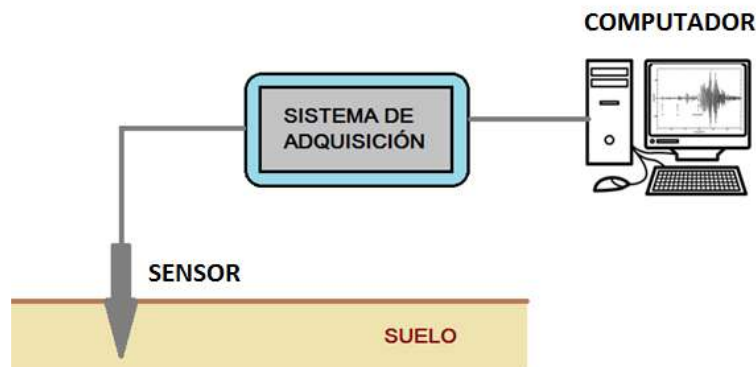 COMPUTADOR
SISTEMA DE
ADQUISICIÓN
SENSOR
SUELO